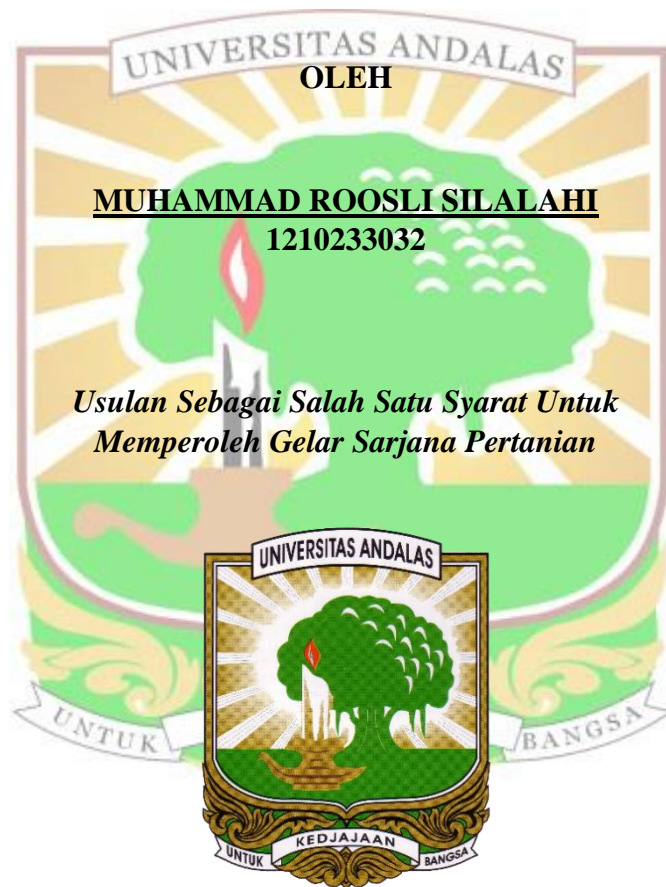 UNIVERSITAS ANDALAS
OLEH
MUHAMMAD ROOSLI SILALAHI
1210233032
Usulan Sebagai Salah Satu Syarat Untuk
Memperoleh Gelar Sarjana Pertanian
UNIVERSITAS ANDALAS
UNTUK BANGSA
UNTUK KEDJAJAAN BANGSA